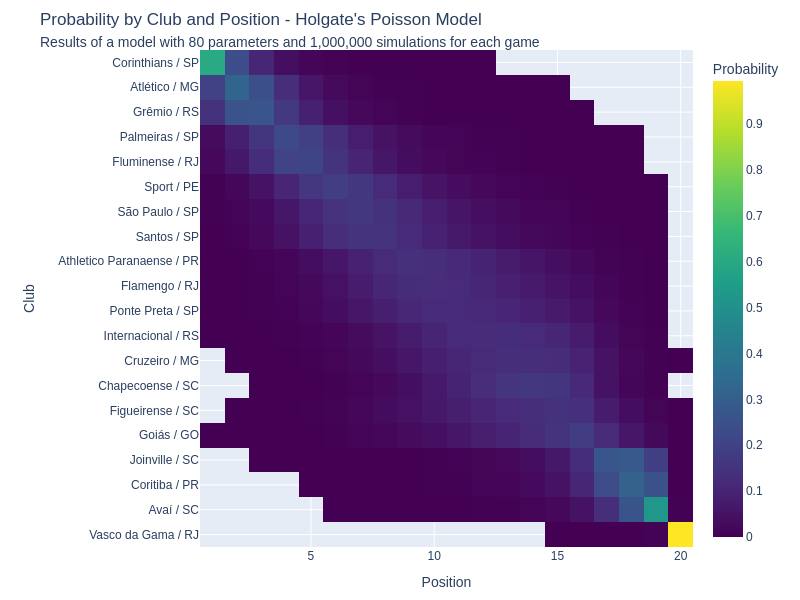 Probability by Club and Position - Holgate's Poisson Model
Results of a model with 80 parameters and 1,000,000 simulations for each game
Club
Corinthians / SP
Atlético / MG
Grêmio / RS
Palmeiras / SP
Fluminense / RJ
Sport / PE
São Paulo / SP
Santos / SP
Athletico Paranaense / PR
Flamengo / RJ
Ponte Preta / SP
Internacional / RS
Cruzeiro / MG
Chapecoense / SC
Figueirense / SC
Goiás / GO
Joinville / SC
Coritiba / PR
Avaí / SC
Vasco da Gama / RJ
5 10 15 20
Position
Probability
0.9
0.8
0.7
0.6
0.5
0.4
0.3
0.2
0.1
0